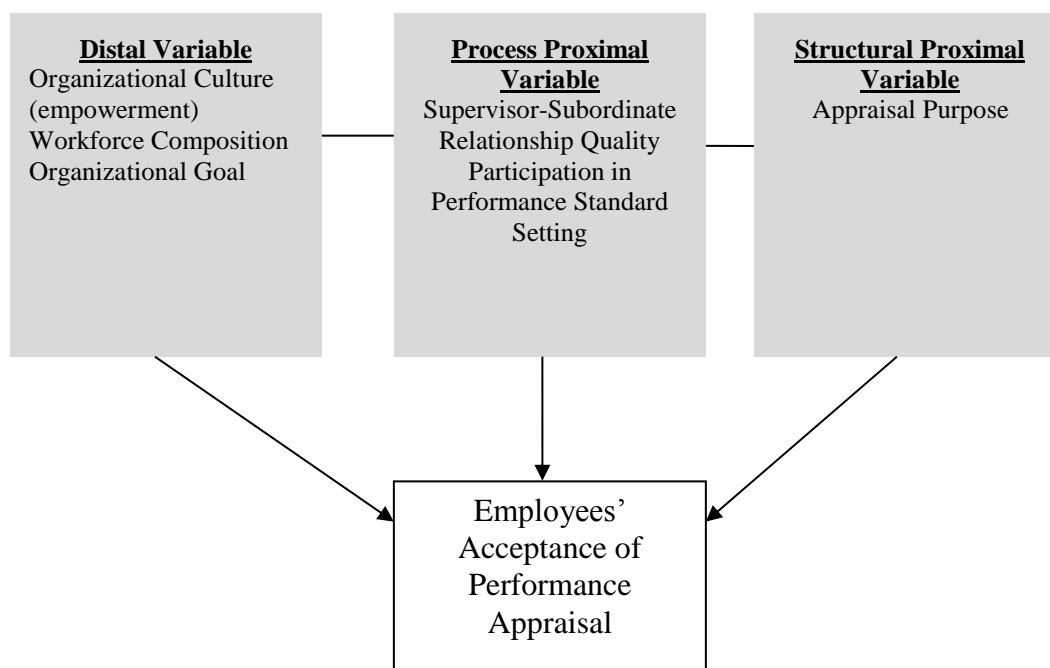 Distal Variable
Organizational Culture
(empowerment)
Workforce Composition
Organizational Goal
Process Proximal
Variable
Supervisor-Subordinate
Relationship Quality
Participation in
Performance Standard
Setting
Structural Proximal
Variable
Appraisal Purpose
Employees’
Acceptance of
Performance
Appraisal